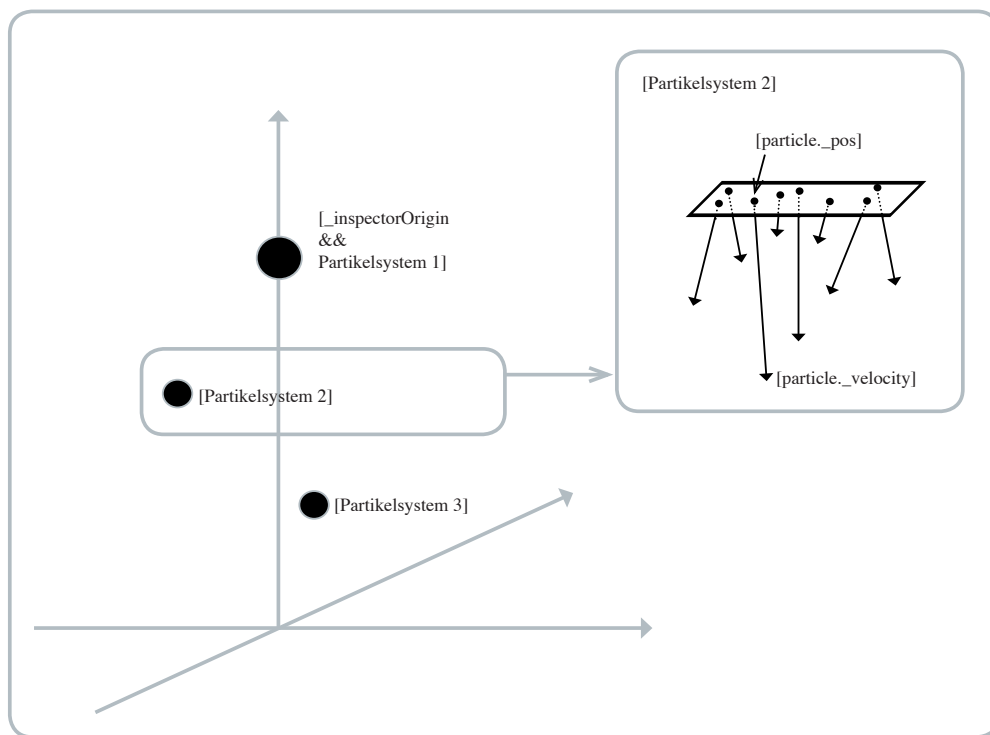 [Partikelsystem 2]
[particle._pos]
[_inspectorOrigin
&&
Partikelsystem 1]
[particle._velocity]
[Partikelsystem 2]
[Partikelsystem 3]